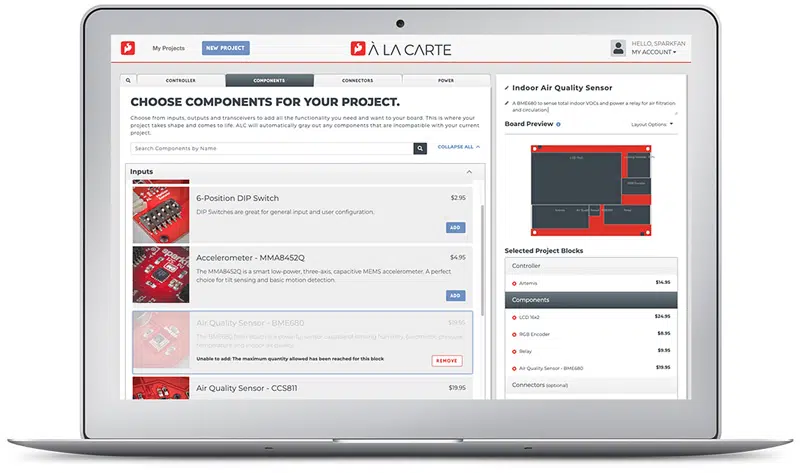 My Projects
NEW PROJECT
À LA CARTE
HELLO, SPARKFAN
MY ACCOUNT
CONTROLLER
COMPONENTS
CONNECTORS
POWER
CHOOSE COMPONENTS FOR YOUR PROJECT.
Choose from inputs, outputs and transceivers to add all the functionality you need and want to your board. This is where your
project takes shape and comes to life. ALC will automatically gray out any components that are incompatible with your current
project.
Search Components by Name
COLLAPSE ALL
Inputs
6-Position DIP Switch
$2.95
DIP Switches are great for general input and user configuration.
ADD
Accelerometer - MMA8452Q
$4.95
The MMA8452Q is a smart low-power, three-axis, capacitive MEMS accelerometer. A perfect
choice for tilt sensing and basic motion detection.
ADD
Air Quality Sensor - BME680
$19.95
Unable to add: The maximum quantity allowed has been reached for this block
REMOVE
Air Quality Sensor - CCS811
$19.95
Indoor Air Quality Sensor
A BME680 to sense total indoor VOCs and power a relay for air filtration
and circulation.
Board Preview
Layout Options
LCD 16x2
RGB Encoder
Relay
Selected Project Blocks
Controller
Artemis
$14.95
Components
LCD 16x2
$24.95
RGB Encoder
$8.95
Relay
$9.95
Air Quality Sensor - BME680
$19.95
Connectors (optional)